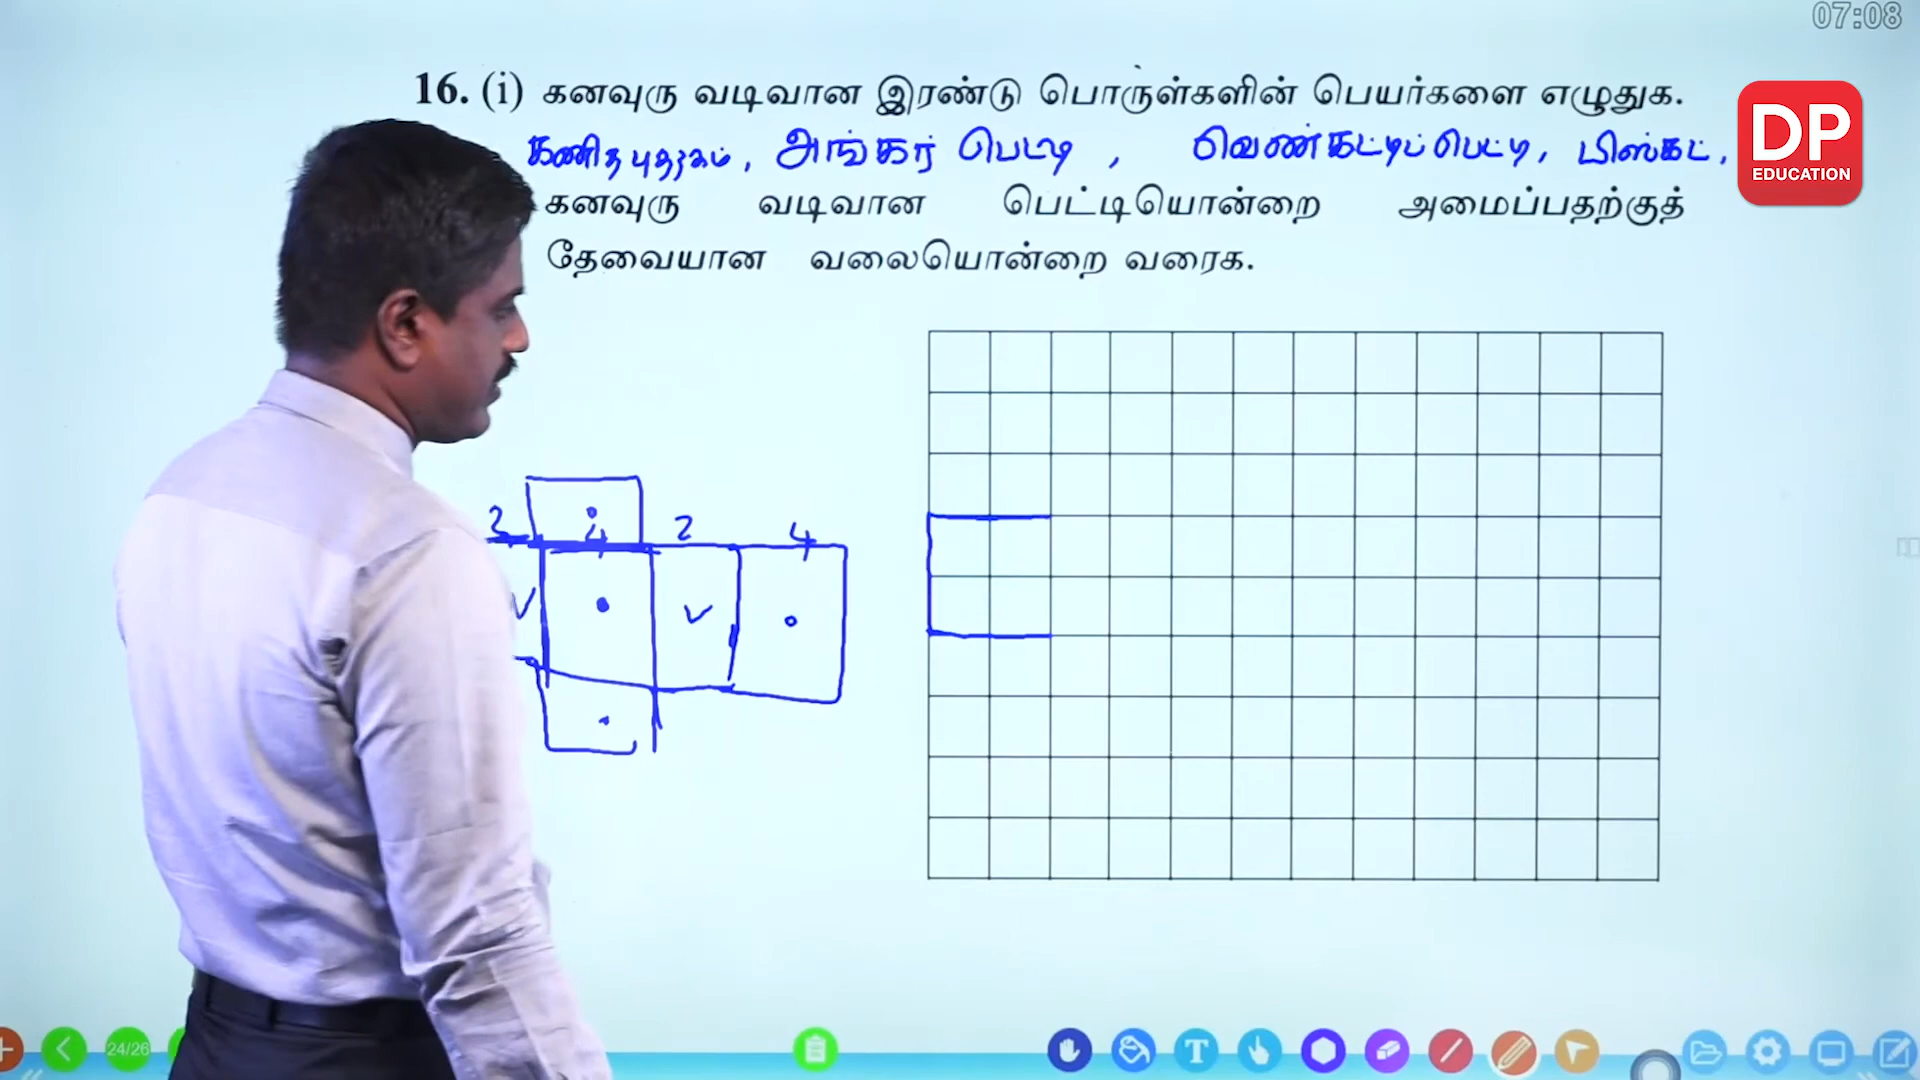 07:08
16. (i) கனவுரு வடிவான இரண்டு பொருள்களின் பெயர்களை எழுதுக.
கணித புத்தகம், அங்கர் பெட்டி, வெண்கட்டிப் பெட்டி, பிஸ்கட்,
DP
EDUCATION
கனவுரு வடிவான பெட்டியொன்றை அமைப்பதற்குத்
தேவையான வலையொன்றை வரைக.
2 4 2 4
24/26